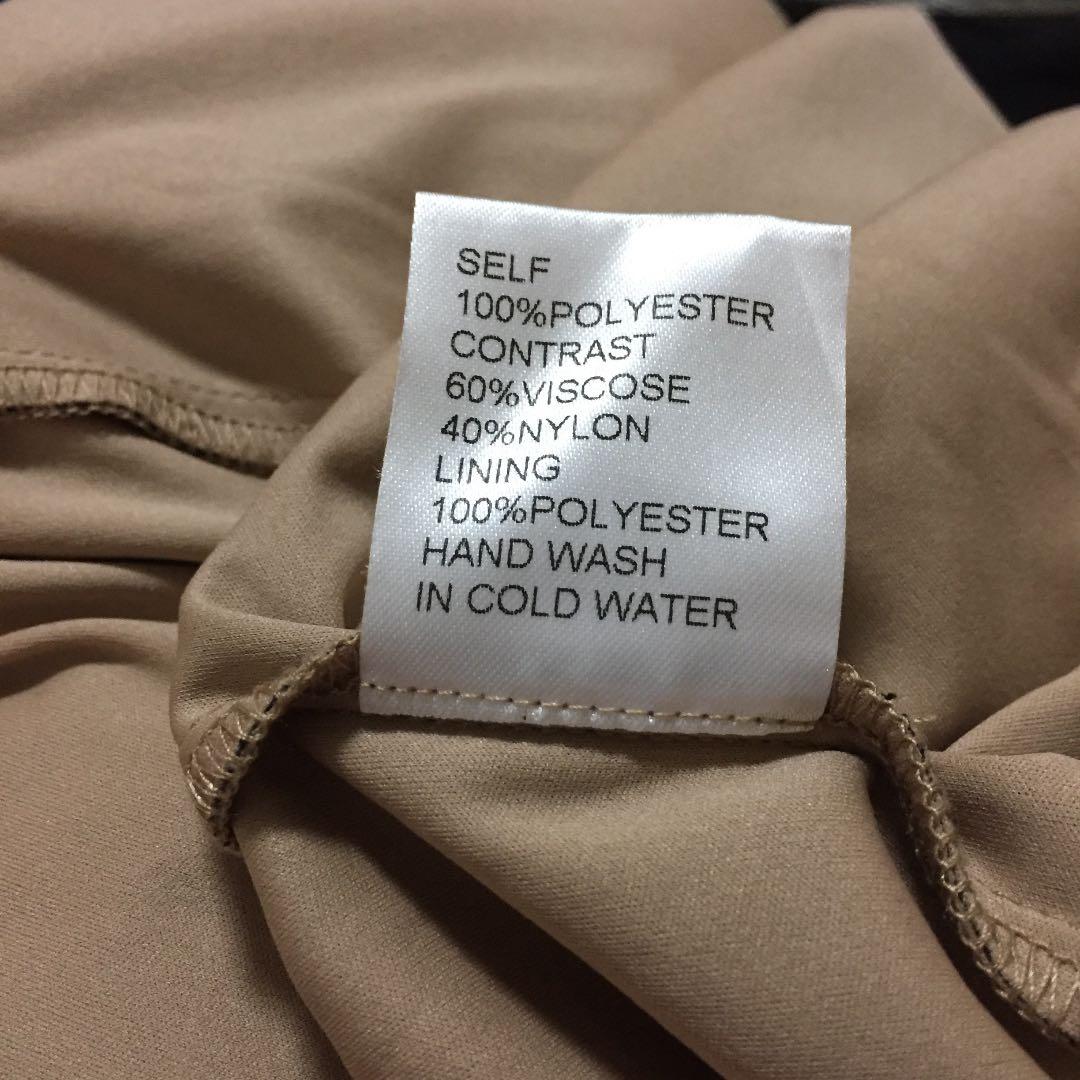 SELF
100%POLYESTER
CONTRAST
60%VISCOSE
40%NYLON
LINING
100%POLYESTER
HAND WASH
IN COLD WATER